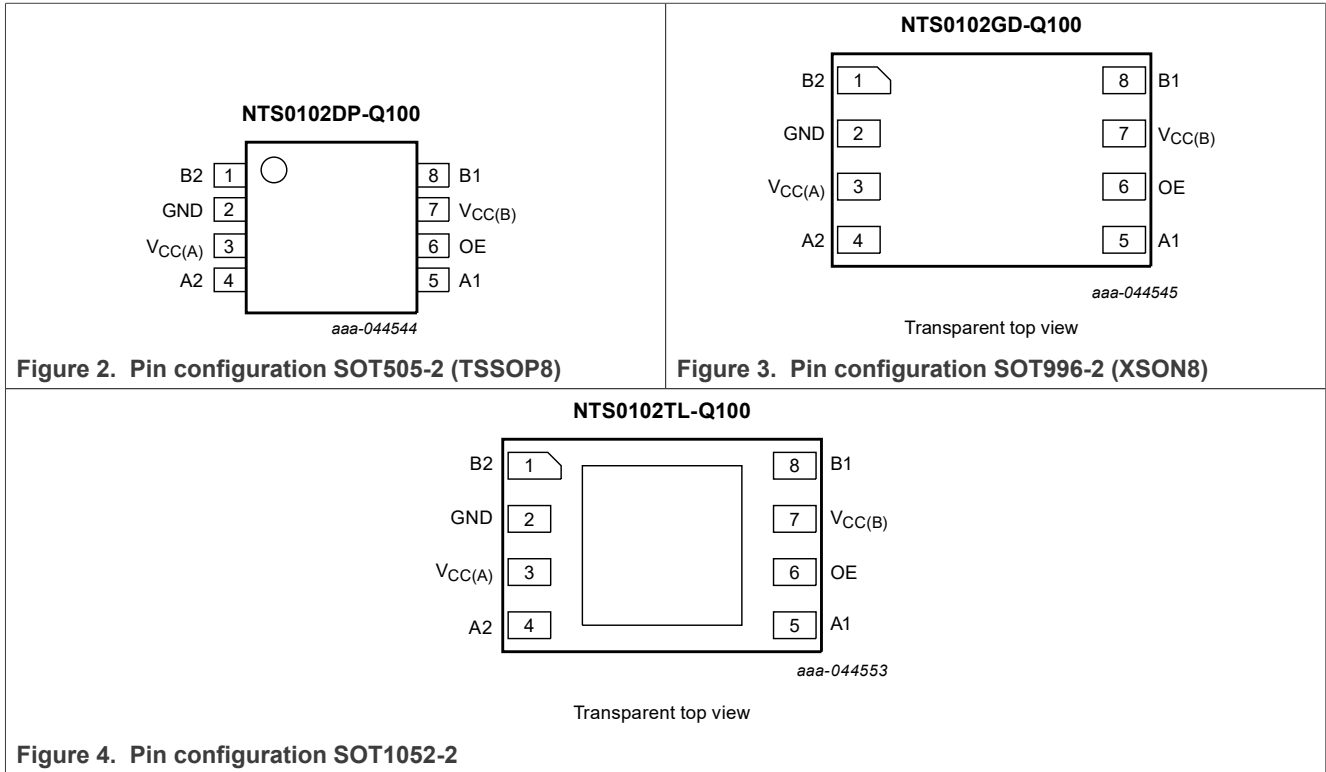 NTS0102DP-Q100
B2 1 8 B1
GND 2 7 VCC(B)
VCC(A) 3 6 OE
A2 4 5 A1
aaa-044544
Figure 2. Pin configuration SOT505-2 (TSSOP8)
NTS0102GD-Q100
B2 1 8 B1
GND 2 7 VCC(B)
VCC(A) 3 6 OE
A2 4 5 A1
aaa-044545
Transparent top view
Figure 3. Pin configuration SOT996-2 (XSON8)
NTS0102TL-Q100
B2 1 8 B1
GND 2 7 VCC(B)
VCC(A) 3 6 OE
A2 4 5 A1
aaa-044553
Transparent top view
Figure 4. Pin configuration SOT1052-2